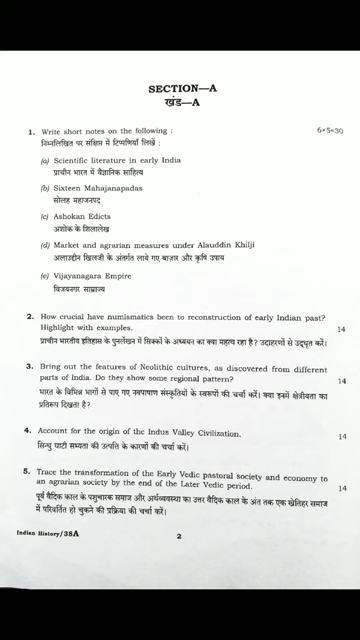 SECTION—A
खंड—A
1. Write short notes on the following : 6×5=30
निम्नलिखित पर संक्षिप्त में टिप्पणियाँ लिखें :
(a) Scientific literature in early India
प्राचीन भारत में वैज्ञानिक साहित्य
(b) Sixteen Mahajanapadas
सोलह महाजनपद
(c) Ashokan Edicts
अशोक के शिलालेख
(d) Market and agrarian measures under Alauddin Khilji
अलाउद्दीन खिलजी के अंतर्गत लाये गए बाज़ार और कृषि उपाय
(e) Vijayanagara Empire
विजयनगर साम्राज्य
2. How crucial have numismatics been to reconstruction of early Indian past?
Highlight with examples. 14
प्राचीन भारतीय इतिहास के पुनर्लेखन में सिक्कों के अध्ययन का क्या महत्व रहा है? उदाहरणों से उद्धृत करें।
3. Bring out the features of Neolithic cultures, as discovered from different
parts of India. Do they show some regional pattern? 14
भारत के विभिन्न भागों से पाए गए नवपाषाण संस्कृतियों के स्वरूपों की चर्चा करें। क्या इनमें क्षेत्रीयता का
प्रतिरूप दिखता है?
4. Account for the origin of the Indus Valley Civilization. 14
सिन्धु घाटी सभ्यता की उत्पत्ति के कारणों की चर्चा करें।
5. Trace the transformation of the Early Vedic pastoral society and economy to
an agrarian society by the end of the Later Vedic period. 14
पूर्व वैदिक काल के पशुचारक समाज और अर्थव्यवस्था का उत्तर वैदिक काल के अंत तक एक खेतिहर समाज
में परिवर्तित हो चुकने की प्रक्रिया की चर्चा करें।
Indian History/38A 2